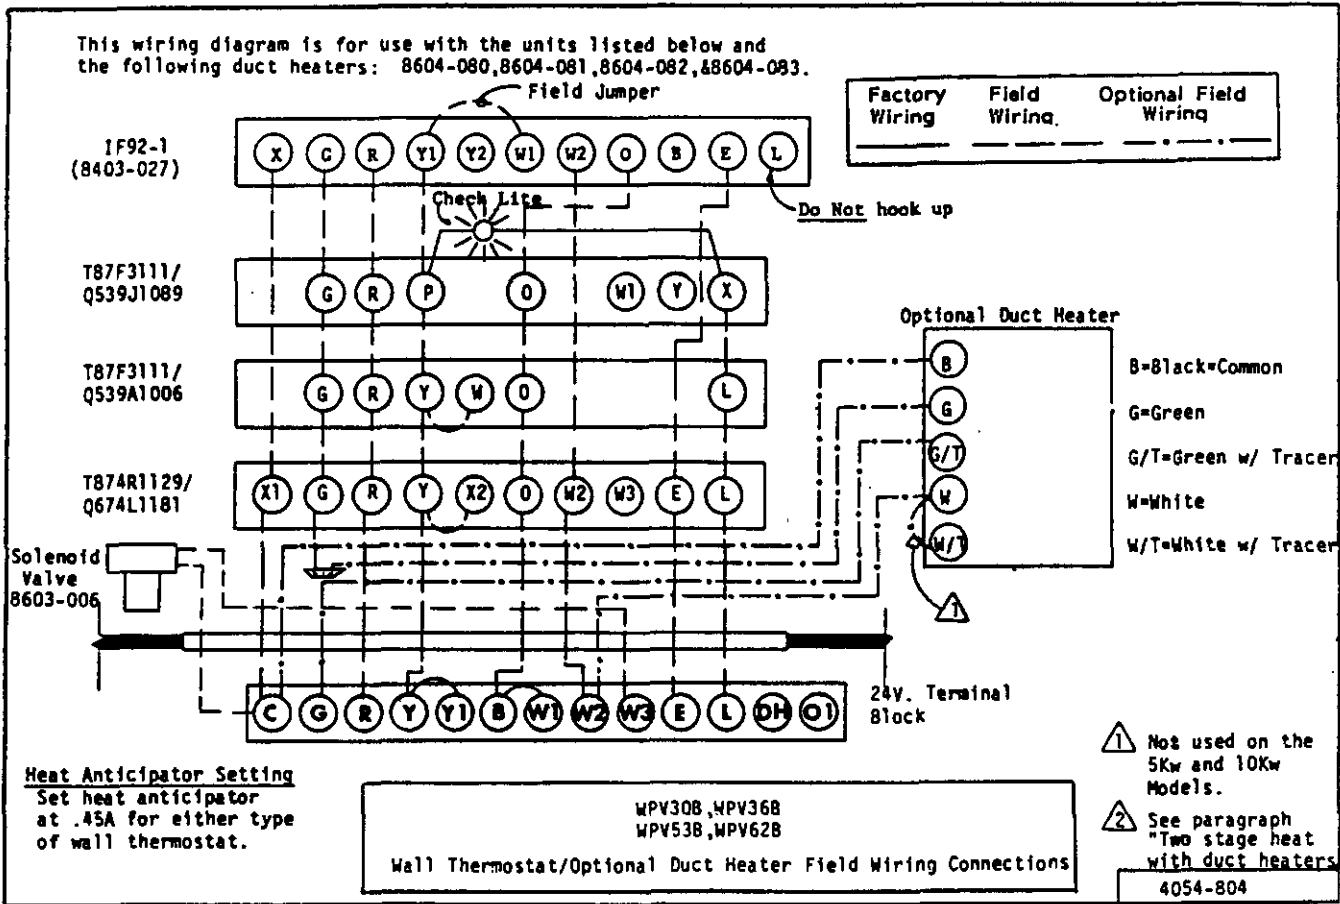 This wiring diagram is for use with the units listed below and
the following duct heaters: 8604-080,8604-081,8604-082,&8604-083.
Field Jumper
Factory Wiring
Field Wiring.
Optional Field Wiring
IF92-1
(8403-027)
X G R Y1 Y2 W1 W2 O B E L
Check Lite
Do Not hook up
T87F3111/
Q539J1089
G R P O W1 Y X
T87F3111/
Q539A1006
G R Y W O L
T874R1129/
Q674L1181
X1 G R Y X2 O W2 W3 E L
Optional Duct Heater
B
B=Black=Common
G
G=Green
G/T
G/T=Green w/ Tracer
W
W=White
W/T
W/T=White w/ Tracer
1
Solenoid
Valve
8603-006
C G R Y Y1 B W1 W2 W3 E L DH O1
24V. Terminal
Block
Heat Anticipator Setting
Set heat anticipator
at .45A for either type
of wall thermostat.
WPV30B,WPV36B
WPV53B,WPV62B
Wall Thermostat/Optional Duct Heater Field Wiring Connections
1 Not used on the
5Kw and 10Kw
Models.
2 See paragraph
"Two stage heat
with duct heaters
4054-804